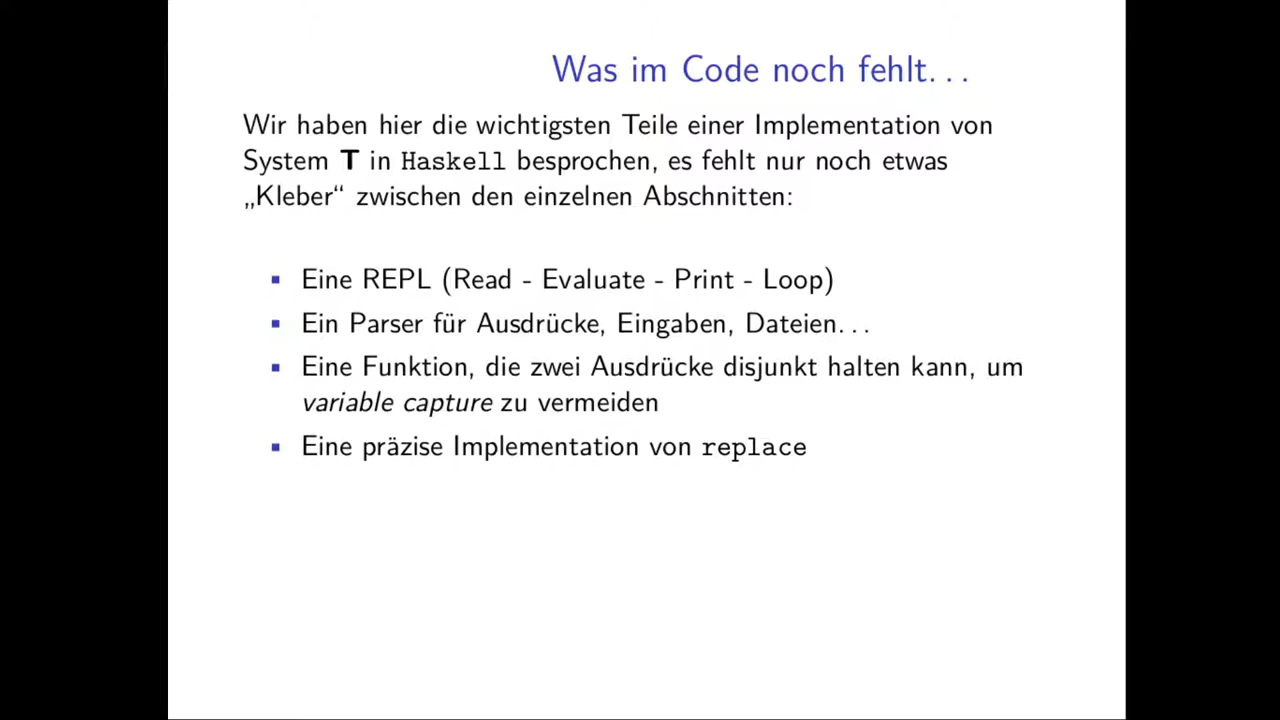 Was im Code noch fehlt...
Wir haben hier die wichtigsten Teile einer Implementation von
System T in Haskell besprochen, es fehlt nur noch etwas
„Kleber“ zwischen den einzelnen Abschnitten:
▪ Eine REPL (Read - Evaluate - Print - Loop)
▪ Ein Parser für Ausdrücke, Eingaben, Dateien...
▪ Eine Funktion, die zwei Ausdrücke disjunkt halten kann, um
variable capture zu vermeiden
▪ Eine präzise Implementation von replace